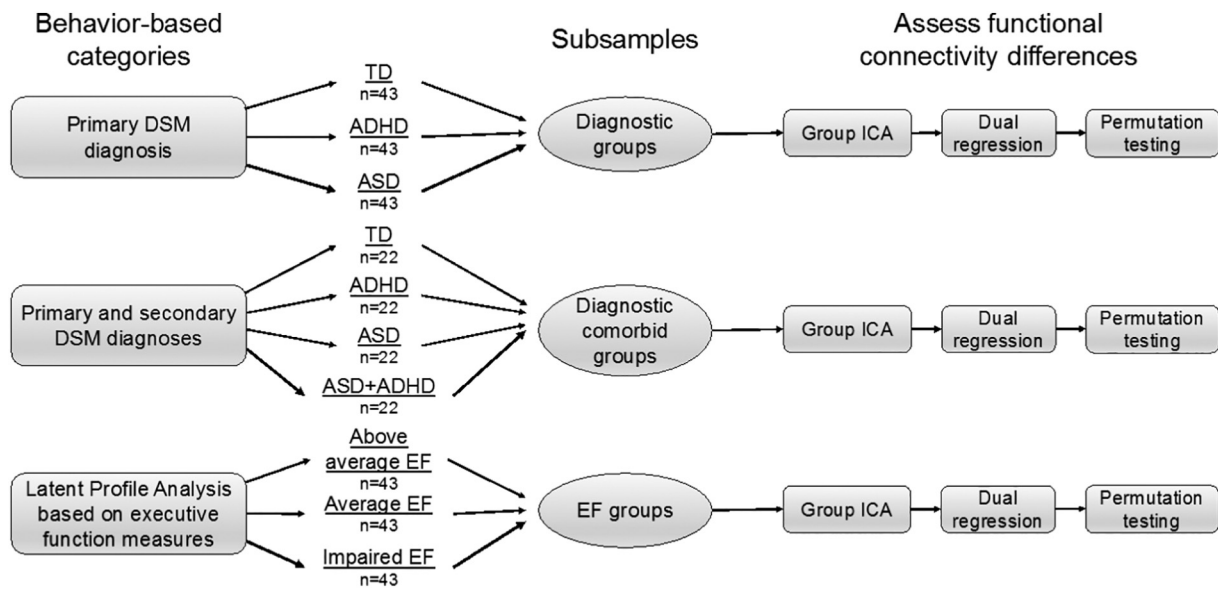 Behavior-based
categories
Subsamples
Assess functional
connectivity differences
Primary DSM
diagnosis
TD
n=43
ADHD
n=43
ASD
n=43
Diagnostic
groups
Group ICA
Dual
regression
Permutation
testing
Primary and secondary
DSM diagnoses
TD
n=22
ADHD
n=22
ASD
n=22
ASD+ADHD
n=22
Diagnostic
comorbid
groups
Group ICA
Dual
regression
Permutation
testing
Latent Profile Analysis
based on executive
function measures
Above
average EF
n=43
Average EF
n=43
Impaired EF
n=43
EF groups
Group ICA
Dual
regression
Permutation
testing